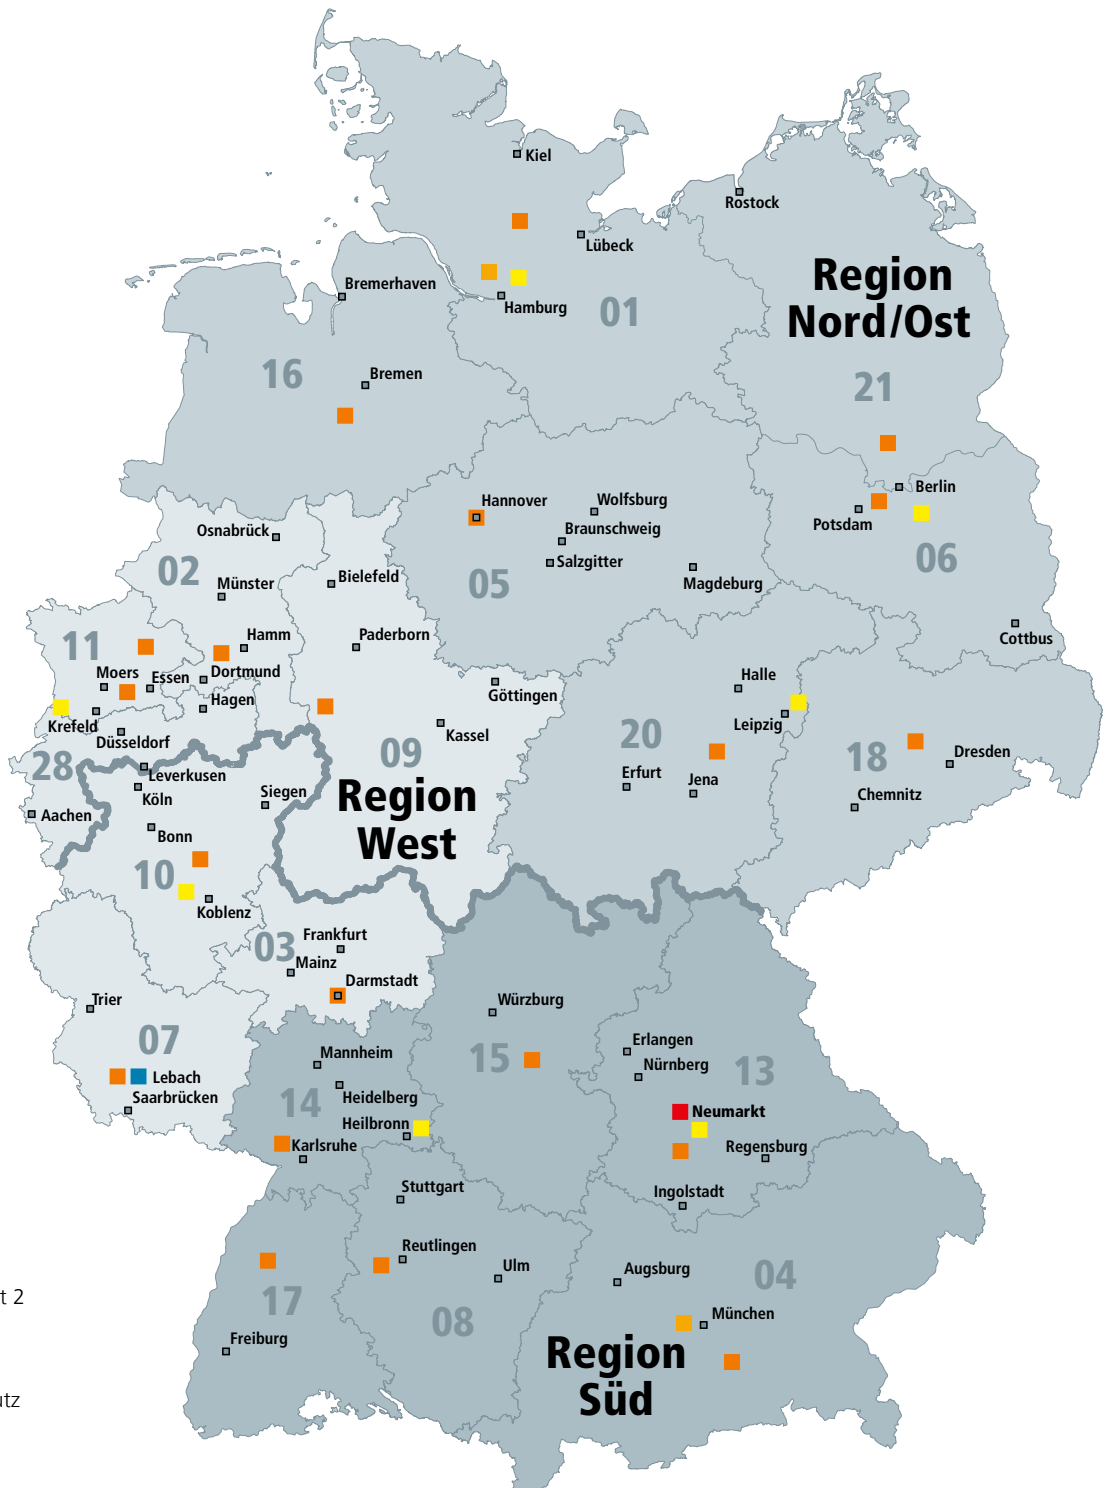 Kiel
Rostock
Lübeck
Region
Nord/Ost
Bremerhaven
Hamburg
01
16
Bremen
21
Hannover
Wolfsburg
Berlin
Osnabrück
Braunschweig
Potsdam
02
Bielefeld
Salzgitter
06
Münster
05
Magdeburg
11
Hamm
Paderborn
Cottbus
Moers
Essen
Dortmund
Halle
Göttingen
Hagen
Krefeld
Kassel
Leipzig
Düsseldorf
09
20
18
Dresden
28
Leverkusen
Erfurt
Jena
Köln
Siegen
Region
West
Chemnitz
Aachen
Bonn
10
Koblenz
03
Frankfurt
Mainz
Darmstadt
Trier
Würzburg
07
Erlangen
Mannheim
15
Nürnberg
13
Lebach
Saarbrücken
14
Heidelberg
Neumarkt
Heilbronn
Karlsruhe
Regensburg
Stuttgart
Ingolstadt
Reutlingen
Ulm
Augsburg
04
t 2
17
08
München
Freiburg
Region
Süd
utz